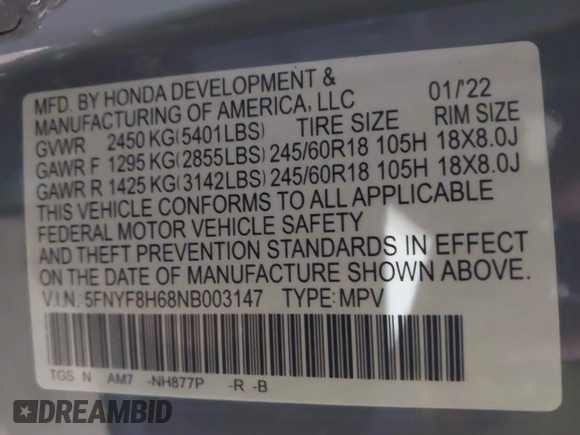 MFD. BY HONDA DEVELOPMENT &
MANUFACTURING OF AMERICA, LLC 01/'22
GVWR 2450 KG(5401LBS) TIRE SIZE RIM SIZE
GAWR F 1295 KG(2855LBS) 245/60R18 105H 18X8.0J
GAWR R 1425 KG(3142LBS) 245/60R18 105H 18X8.0J
THIS VEHICLE CONFORMS TO ALL APPLICABLE
FEDERAL MOTOR VEHICLE SAFETY
AND THEFT PREVENTION STANDARDS IN EFFECT
ON THE DATE OF MANUFACTURE SHOWN ABOVE.
V.I.N. 5FNYF8H68NB003147 TYPE:MPV
TGS N AM7 -NH877P -R -B
DREAMBID